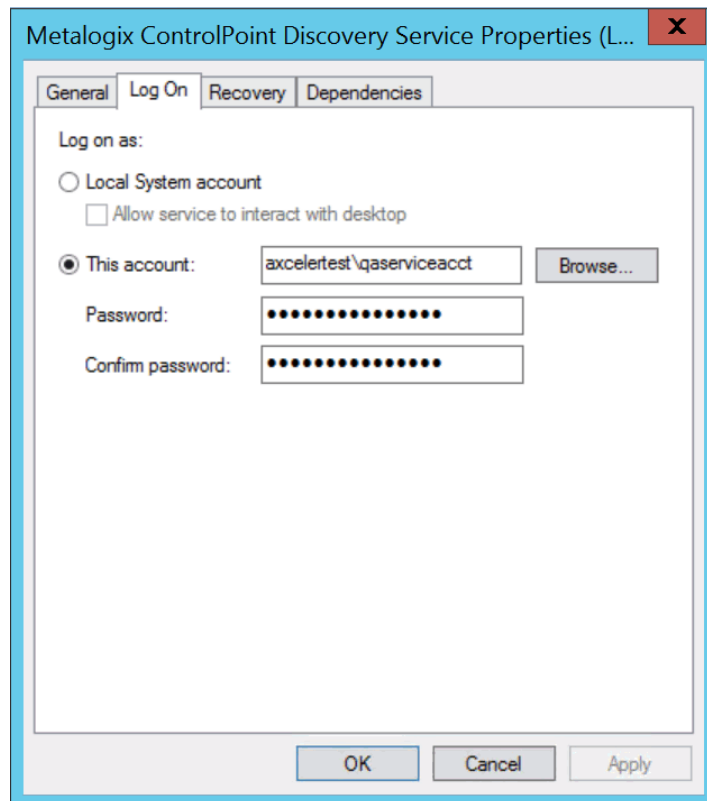 Metalogix ControlPoint Discovery Service Properties (L... X
General Log On Recovery Dependencies
Log on as:
Local System account
Allow service to interact with desktop
This account: axcelertest\qaserviceacct Browse...
Password: ●●●●●●●●●●●●●●●
Confirm password: ●●●●●●●●●●●●●●●
OK Cancel Apply